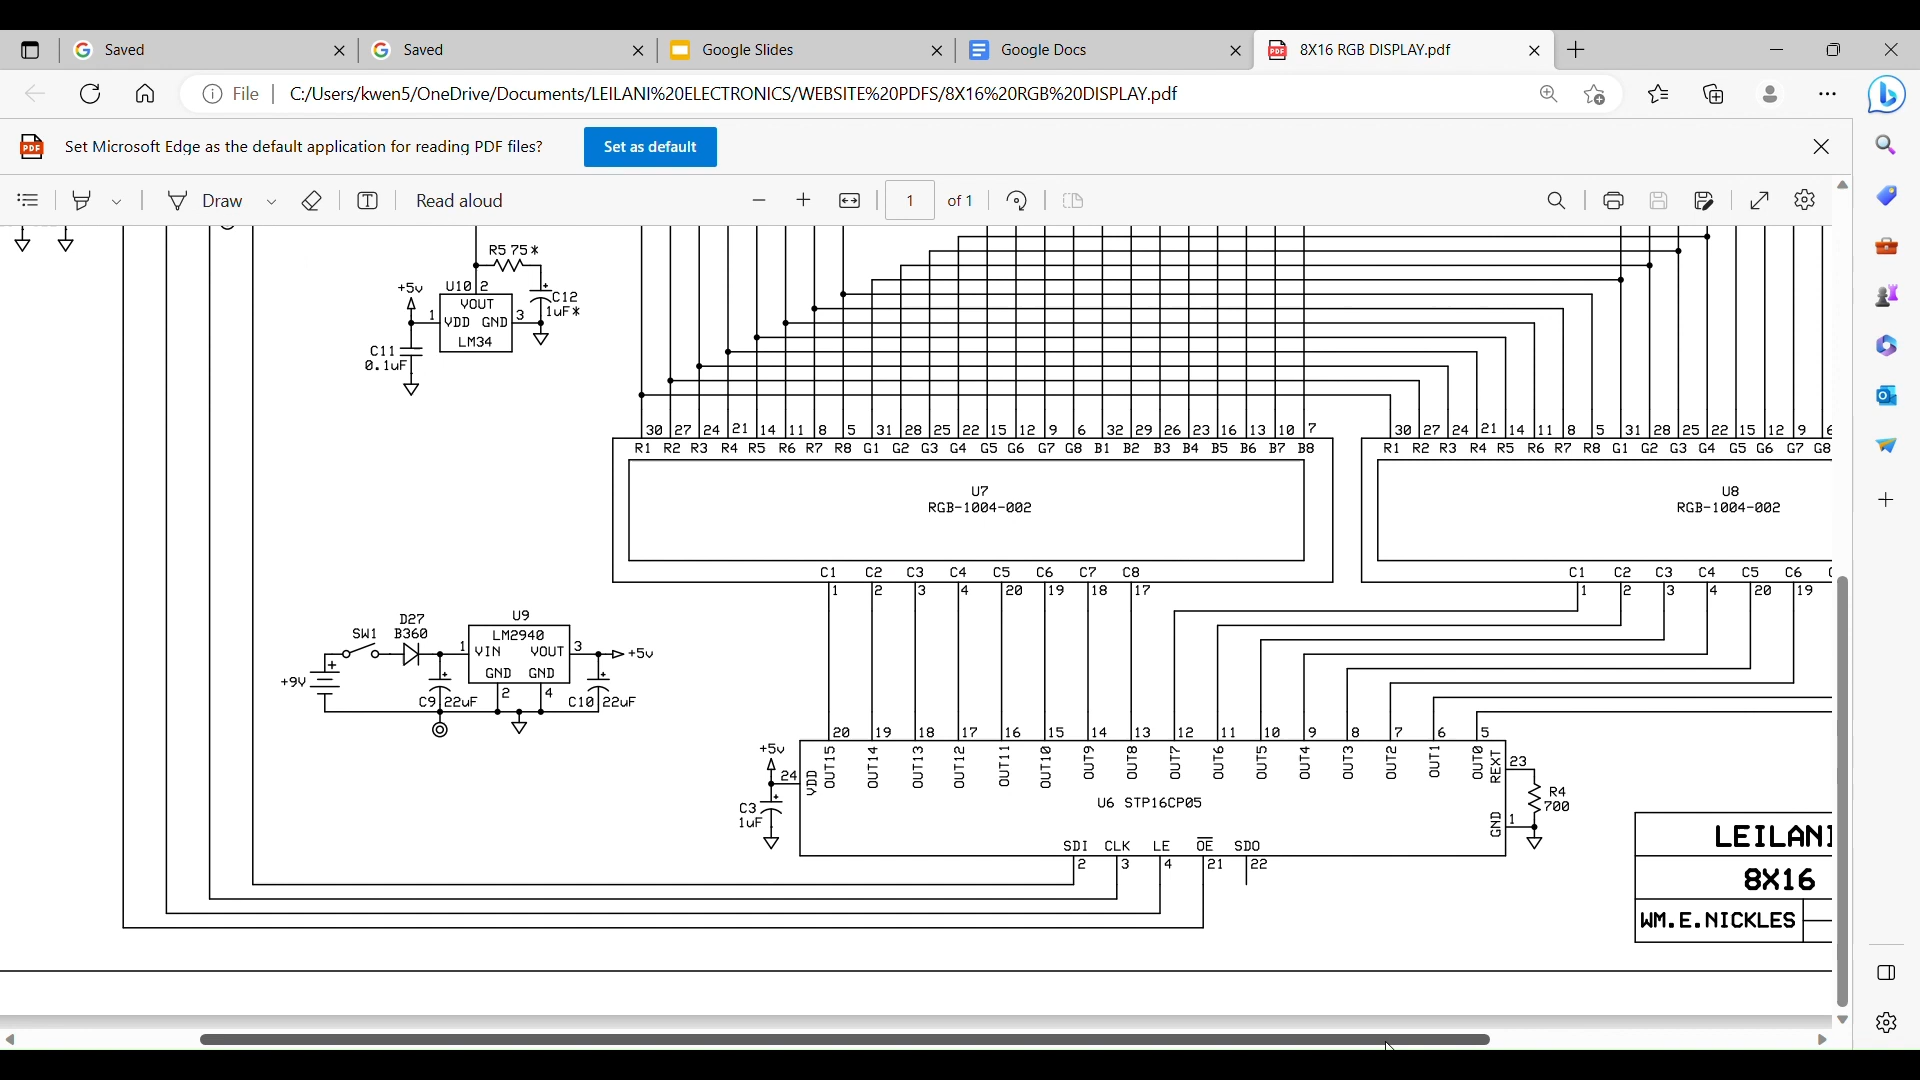 Saved
Saved
Google Slides
Google Docs
8X16 RGB DISPLAY.pdf
File
C:/Users/kwen5/OneDrive/Documents/LEILANI%20ELECTRONICS/WEBSITE%20PDFS/8X16%20RGB%20DISPLAY.pdf
PDF
Set Microsoft Edge as the default application for reading PDF files?
Set as default
Draw
Read aloud
1 of 1
R5 75*
+5v U10 2 C12
VOUT 1uF*
1 VDD GND 3
LM34
C11
0.1uF
30 27 24 21 14 11 8 5 31 28 25 22 15 12 9 6 32 29 26 23 16 13 10 7
R1 R2 R3 R4 R5 R6 R7 R8 G1 G2 G3 G4 G5 G6 G7 G8 B1 B2 B3 B4 B5 B6 B7 B8
30 27 24 21 14 11 8 5 31 28 25 22 15 12 9
R1 R2 R3 R4 R5 R6 R7 R8 G1 G2 G3 G4 G5 G6 G7 G8
U7
RGB-1004-002
U8
RGB-1004-002
C1 C2 C3 C4 C5 C6 C7 C8
1 2 3 4 20 19 18 17
C1 C2 C3 C4 C5 C6
1 2 3 4 20 19
D27 U9
SW1 B360 LM2940
1 VIN VOUT 3 +5v
+9V + GND GND
C9 22uF 2 4 C10 22uF
20 19 18 17 16 15 14 13 12 11 10 9 8 7 6 5
OUT15 OUT14 OUT13 OUT12 OUT11 OUT10 OUT9 OUT8 OUT7 OUT6 OUT5 OUT4 OUT3 OUT2 OUT1 OUT0
+5v
24 VDD
REXT 23
C3
1uF
U6 STP16CP05
R4
700
GND 1
SDI CLK LE OE SDO
2 3 4 21 22
LEILANI
8X16
WM.E.NICKLES